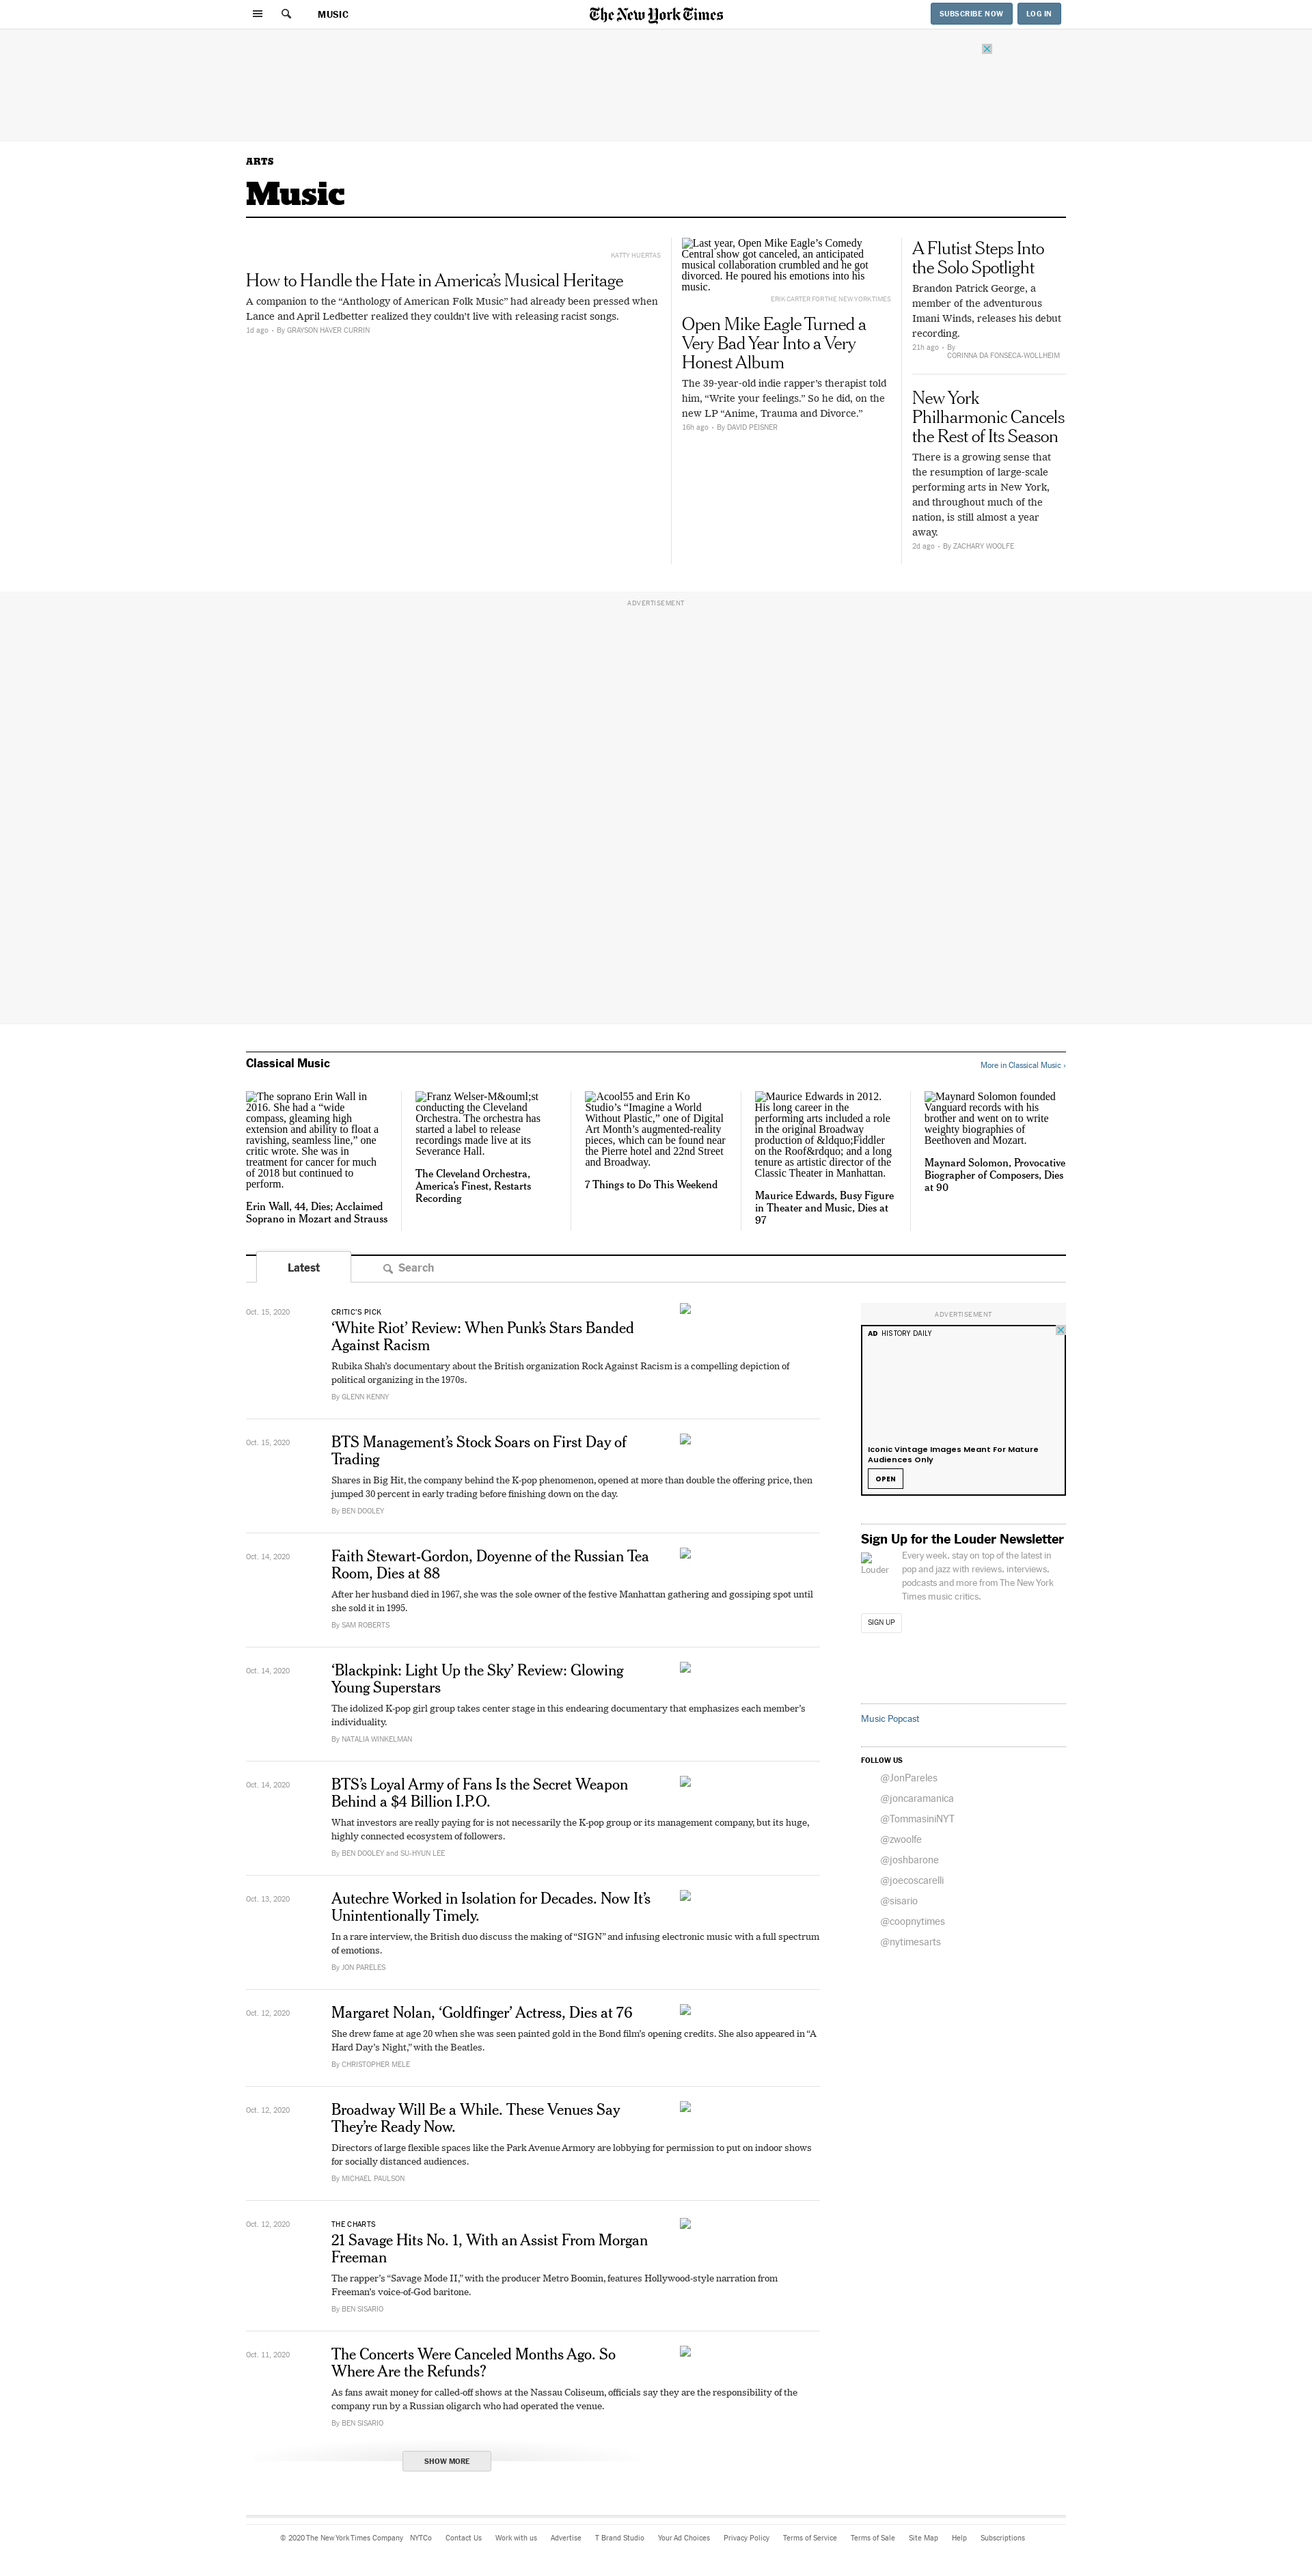 MUSIC
The New York Times
SUBSCRIBE NOW
LOG IN
ARTS
Music
KATTY HUERTAS
How to Handle the Hate in America’s Musical Heritage
A companion to the “Anthology of American Folk Music” had already been pressed when
Lance and April Ledbetter realized they couldn’t live with releasing racist songs.
1d ago • By GRAYSON HAVER CURRIN
Last year, Open Mike Eagle’s Comedy
Central show got canceled, an anticipated
musical collaboration crumbled and he got
divorced. He poured his emotions into his
music.
ERIK CARTER FOR THE NEW YORK TIMES
Open Mike Eagle Turned a
Very Bad Year Into a Very
Honest Album
The 39-year-old indie rapper’s therapist told
him, “Write your feelings.” So he did, on the
new LP “Anime, Trauma and Divorce.”
16h ago • By DAVID PEISNER
A Flutist Steps Into
the Solo Spotlight
Brandon Patrick George, a
member of the adventurous
Imani Winds, releases his debut
recording.
21h ago • By
CORINNA DA FONSECA-WOLLHEIM
New York
Philharmonic Cancels
the Rest of Its Season
There is a growing sense that
the resumption of large-scale
performing arts in New York,
and throughout much of the
nation, is still almost a year
away.
2d ago • By ZACHARY WOOLFE
ADVERTISEMENT
Classical Music
More in Classical Music ›
The soprano Erin Wall in
2016. She had a “wide
compass, gleaming high
extension and ability to float a
ravishing, seamless line,” one
critic wrote. She was in
treatment for cancer for much
of 2018 but continued to
perform.
Erin Wall, 44, Dies; Acclaimed
Soprano in Mozart and Strauss
Franz Welser-M&ouml;st
conducting the Cleveland
Orchestra. The orchestra has
started a label to release
recordings made live at its
Severance Hall.
The Cleveland Orchestra,
America’s Finest, Restarts
Recording
Acool55 and Erin Ko
Studio’s “Imagine a World
Without Plastic,” one of Digital
Art Month’s augmented-reality
pieces, which can be found near
the Pierre hotel and 22nd Street
and Broadway.
7 Things to Do This Weekend
Maurice Edwards in 2012.
His long career in the
performing arts included a role
in the original Broadway
production of &ldquo;Fiddler
on the Roof&rdquo; and a long
tenure as artistic director of the
Classic Theater in Manhattan.
Maurice Edwards, Busy Figure
in Theater and Music, Dies at
97
Maynard Solomon founded
Vanguard records with his
brother and went on to write
weighty biographies of
Beethoven and Mozart.
Maynard Solomon, Provocative
Biographer of Composers, Dies
at 90
Latest
Search
Oct. 15, 2020
CRITIC’S PICK
‘White Riot’ Review: When Punk’s Stars Banded
Against Racism
Rubika Shah’s documentary about the British organization Rock Against Racism is a compelling depiction of
political organizing in the 1970s.
By GLENN KENNY
Oct. 15, 2020
BTS Management’s Stock Soars on First Day of
Trading
Shares in Big Hit, the company behind the K-pop phenomenon, opened at more than double the offering price, then
jumped 30 percent in early trading before finishing down on the day.
By BEN DOOLEY
Oct. 14, 2020
Faith Stewart-Gordon, Doyenne of the Russian Tea
Room, Dies at 88
After her husband died in 1967, she was the sole owner of the festive Manhattan gathering and gossiping spot until
she sold it in 1995.
By SAM ROBERTS
Oct. 14, 2020
‘Blackpink: Light Up the Sky’ Review: Glowing
Young Superstars
The idolized K-pop girl group takes center stage in this endearing documentary that emphasizes each member’s
individuality.
By NATALIA WINKELMAN
Oct. 14, 2020
BTS’s Loyal Army of Fans Is the Secret Weapon
Behind a $4 Billion I.P.O.
What investors are really paying for is not necessarily the K-pop group or its management company, but its huge,
highly connected ecosystem of followers.
By BEN DOOLEY and SU-HYUN LEE
Oct. 13, 2020
Autechre Worked in Isolation for Decades. Now It’s
Unintentionally Timely.
In a rare interview, the British duo discuss the making of “SIGN” and infusing electronic music with a full spectrum
of emotions.
By JON PARELES
Oct. 12, 2020
Margaret Nolan, ‘Goldfinger’ Actress, Dies at 76
She drew fame at age 20 when she was seen painted gold in the Bond film’s opening credits. She also appeared in “A
Hard Day’s Night,” with the Beatles.
By CHRISTOPHER MELE
Oct. 12, 2020
Broadway Will Be a While. These Venues Say
They’re Ready Now.
Directors of large flexible spaces like the Park Avenue Armory are lobbying for permission to put on indoor shows
for socially distanced audiences.
By MICHAEL PAULSON
Oct. 12, 2020
THE CHARTS
21 Savage Hits No. 1, With an Assist From Morgan
Freeman
The rapper’s “Savage Mode II,” with the producer Metro Boomin, features Hollywood-style narration from
Freeman’s voice-of-God baritone.
By BEN SISARIO
Oct. 11, 2020
The Concerts Were Canceled Months Ago. So
Where Are the Refunds?
As fans await money for called-off shows at the Nassau Coliseum, officials say they are the responsibility of the
company run by a Russian oligarch who had operated the venue.
By BEN SISARIO
SHOW MORE
ADVERTISEMENT
AD HISTORY DAILY
Iconic Vintage Images Meant For Mature
Audiences Only
OPEN
Sign Up for the Louder Newsletter
Louder
Every week, stay on top of the latest in
pop and jazz with reviews, interviews,
podcasts and more from The New York
Times music critics.
SIGN UP
Music Popcast
FOLLOW US
@JonPareles
@joncaramanica
@TommasiniNYT
@zwoolfe
@joshbarone
@joecoscarelli
@sisario
@coopnytimes
@nytimesarts
© 2020 The New York Times Company NYTCo Contact Us Work with us Advertise T Brand Studio Your Ad Choices Privacy Policy Terms of Service Terms of Sale Site Map Help Subscriptions